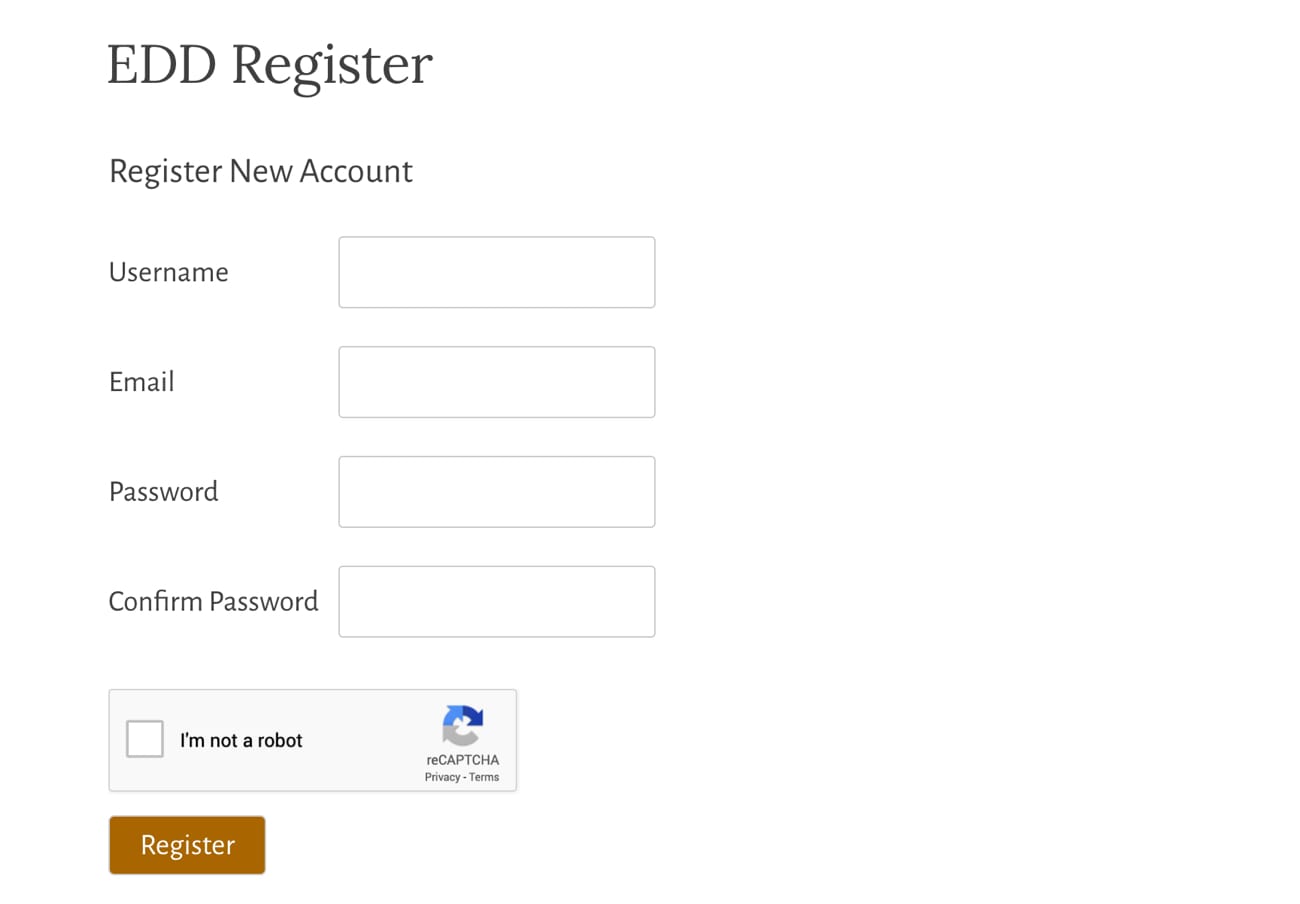 EDD Register
Register New Account
Username
Email
Password
Confirm Password
I'm not a robot
reCAPTCHA
Privacy - Terms
Register